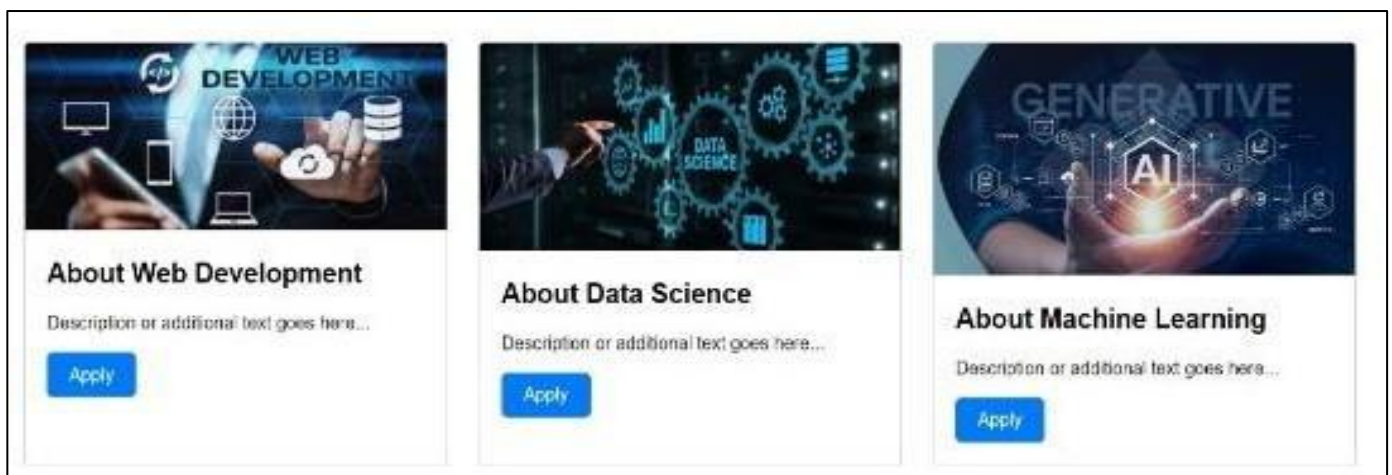 WEB
DEVELOPMENT
About Web Development
Description or additional text goes here...
Apply
DATA
SCIENCE
About Data Science
Description or additional text goes here...
Apply
GENERATIVE
AI
About Machine Learning
Description or additional text goes here...
Apply